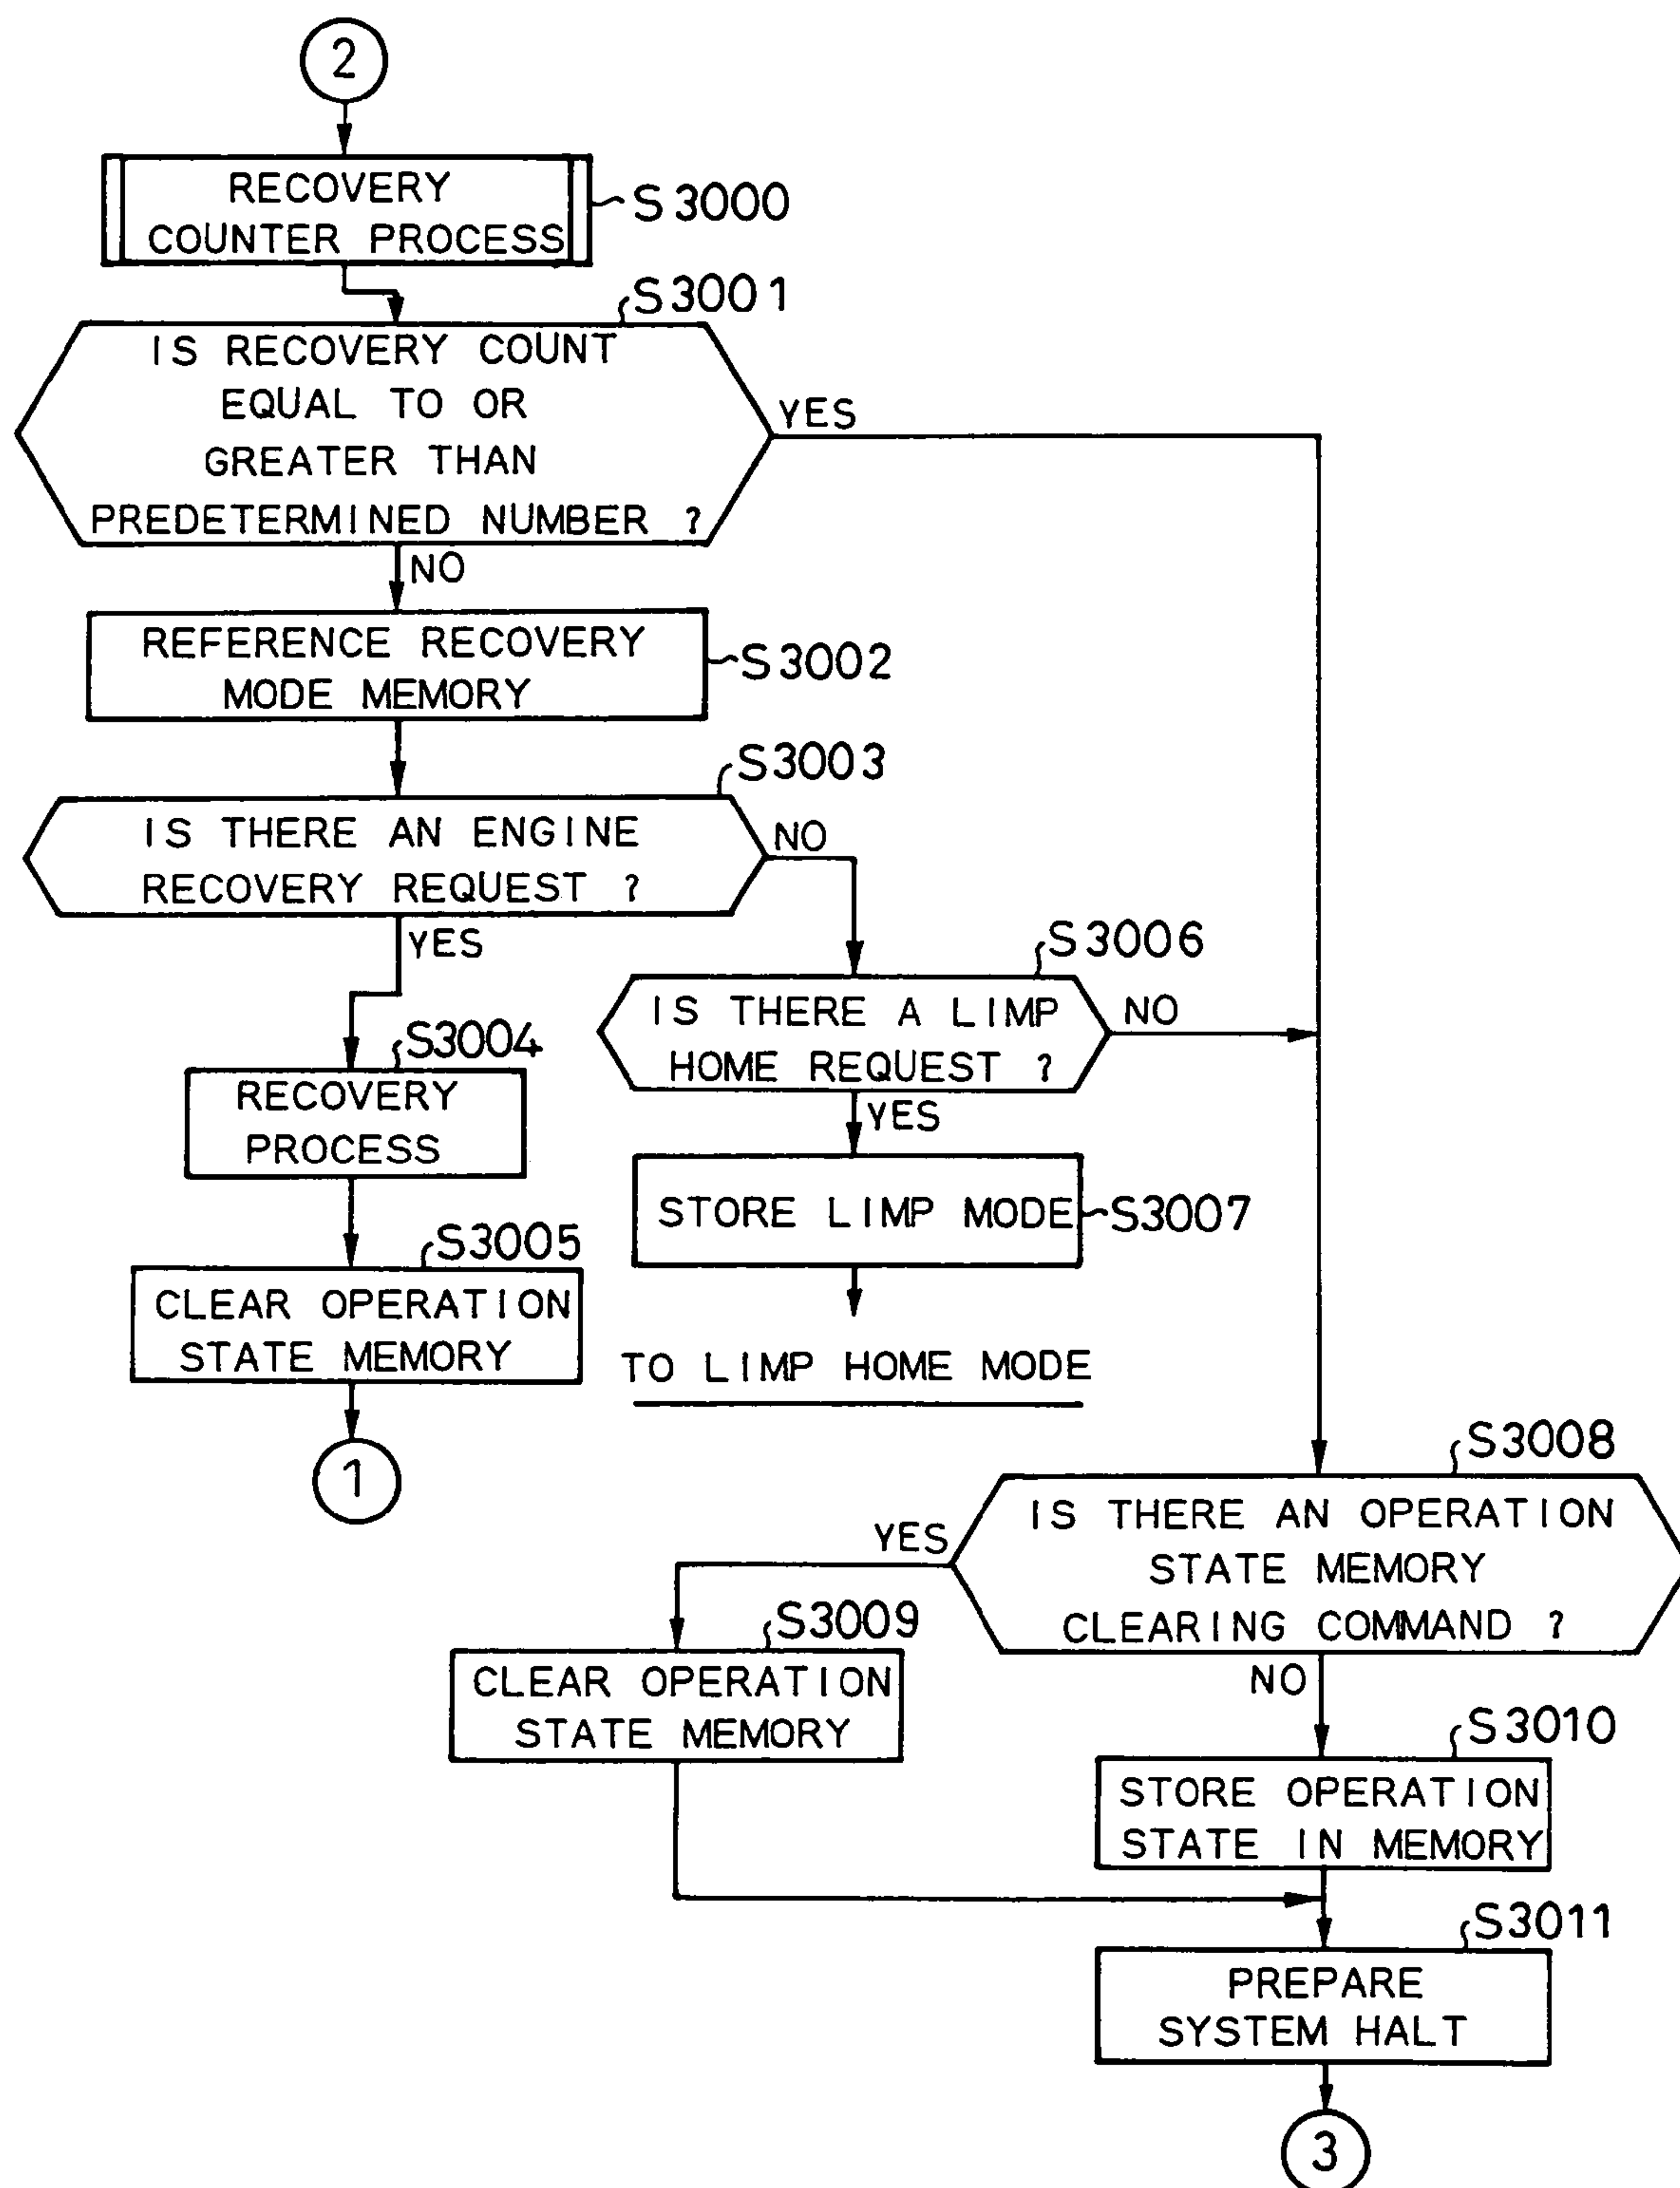 2
RECOVERY
COUNTER PROCESS
S3000
S3001
IS RECOVERY COUNT
EQUAL TO OR
GREATER THAN
PREDETERMINED NUMBER ?
YES
NO
REFERENCE RECOVERY
MODE MEMORY
S3002
S3003
IS THERE AN ENGINE
RECOVERY REQUEST ?
NO
YES
S3006
IS THERE A LIMP
HOME REQUEST ?
NO
YES
S3004
RECOVERY
PROCESS
STORE LIMP MODE
S3007
S3005
CLEAR OPERATION
STATE MEMORY
TO LIMP HOME MODE
1
S3008
IS THERE AN OPERATION
STATE MEMORY
CLEARING COMMAND ?
YES
NO
S3009
CLEAR OPERATION
STATE MEMORY
S3010
STORE OPERATION
STATE IN MEMORY
S3011
PREPARE
SYSTEM HALT
3